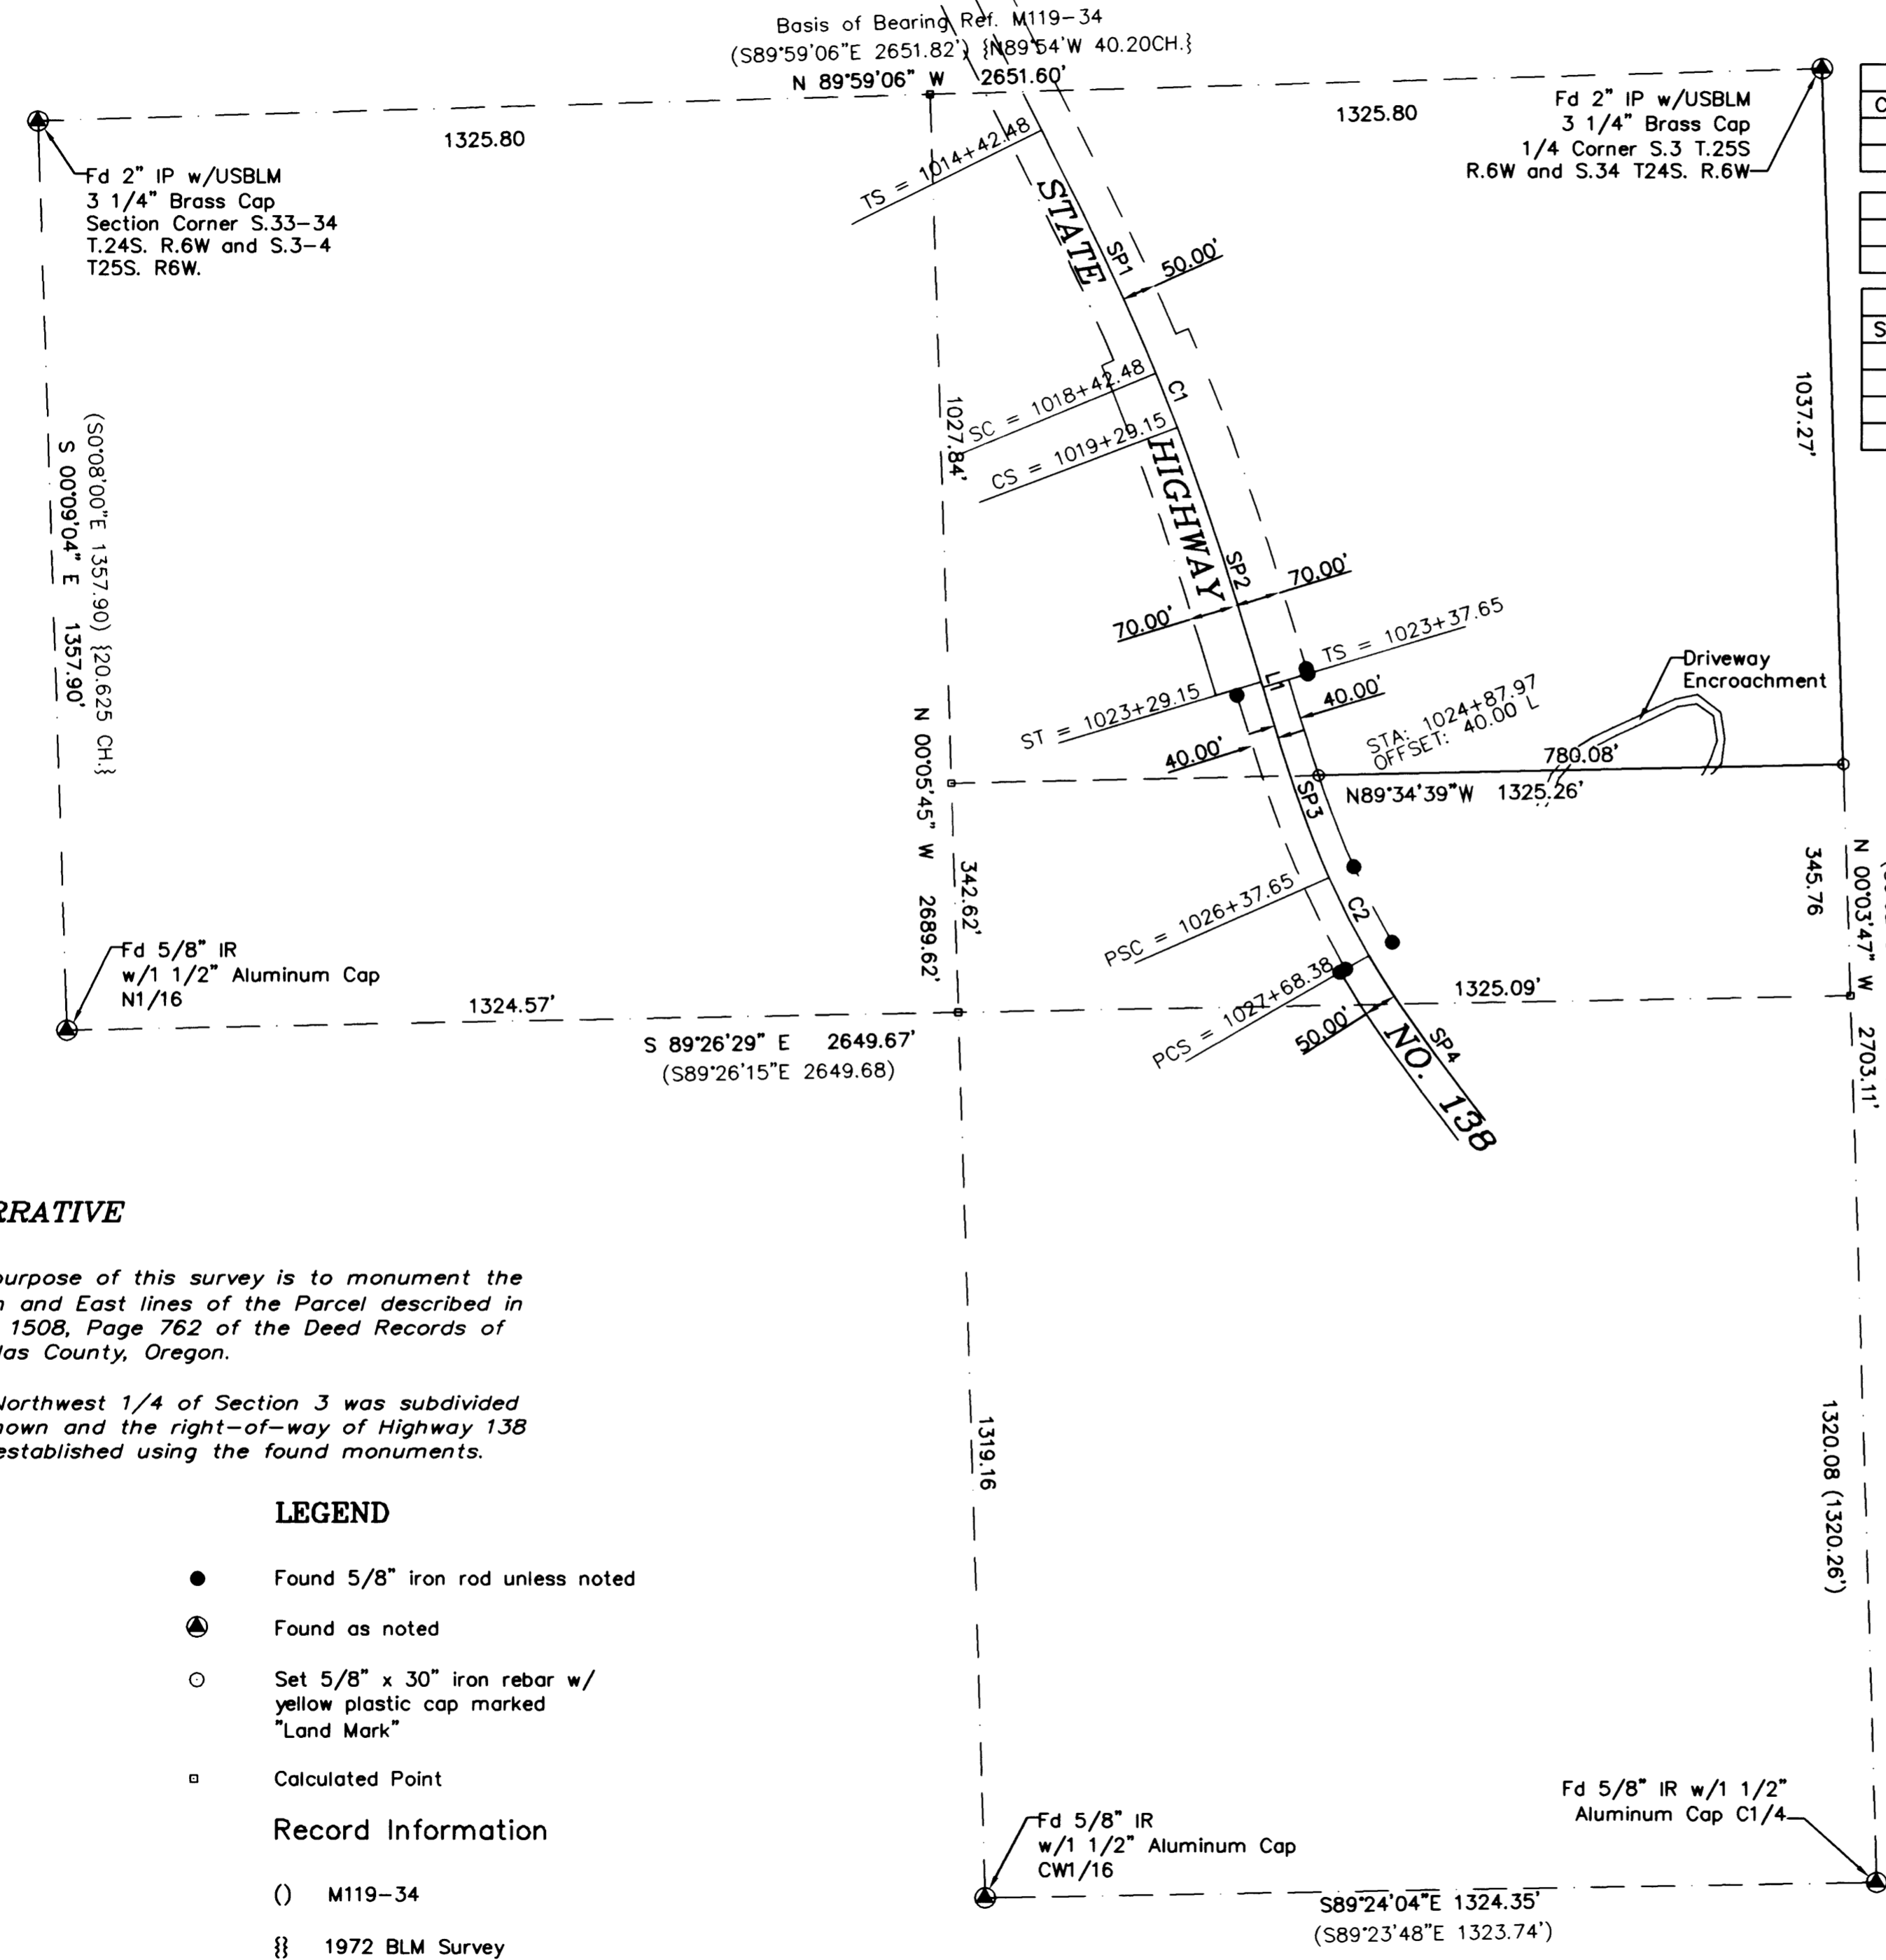 Basis of Bearing Ref. M119-34
(S89°59'06"E 2651.82') {N89°54'W 40.20CH.}
N 89°59'06" W 2651.60'
1325.80
1325.80
Fd 2" IP w/USBLM
3 1/4" Brass Cap
Section Corner S.33-34
T.24S. R.6W and S.3-4
T25S. R6W.
Fd 2" IP w/USBLM
3 1/4" Brass Cap
1/4 Corner S.3 T.25S
R.6W and S.34 T24S. R.6W
C
S
TS = 1014+42.48
STATE
SP1
50.00'
SC = 1018+42.48
C1
CS = 1019+29.15
HIGHWAY
1027.84'
1037.27'
S 00°09'04" E 1357.90'
(S0°08'00"E 1357.90) {20.625 CH.}
SP2
70.00'
70.00'
TS = 1023+37.65
L1
ST = 1023+29.15
40.00'
40.00'
STA: 1024+87.97
OFFSET: 40.00 L
Driveway
Encroachment
780.08'
N89°34'39"W 1325.26'
SP3
N 00°05'45" W 2689.62'
342.62'
345.76
N 00°03'47" W 2703.11'
PSC = 1026+37.65
C2
PCS = 1027+68.38
50.00'
SP4
NO. 138
Fd 5/8" IR
w/1 1/2" Aluminum Cap
N1/16
1324.57'
1325.09'
S 89°26'29" E 2649.67'
(S89°26'15"E 2649.68)
RRATIVE
purpose of this survey is to monument the
n and East lines of the Parcel described in
1508, Page 762 of the Deed Records of
las County, Oregon.
Northwest 1/4 of Section 3 was subdivided
hown and the right-of-way of Highway 138
established using the found monuments.
1319.16
1320.08 (1320.26')
LEGEND
Found 5/8" iron rod unless noted
Found as noted
Set 5/8" x 30" iron rebar w/
yellow plastic cap marked
"Land Mark"
Calculated Point
Record Information
() M119-34
{} 1972 BLM Survey
Fd 5/8" IR
w/1 1/2" Aluminum Cap
CW1/16
Fd 5/8" IR w/1 1/2"
Aluminum Cap C1/4
S89°24'04"E 1324.35'
(S89°23'48"E 1323.74')